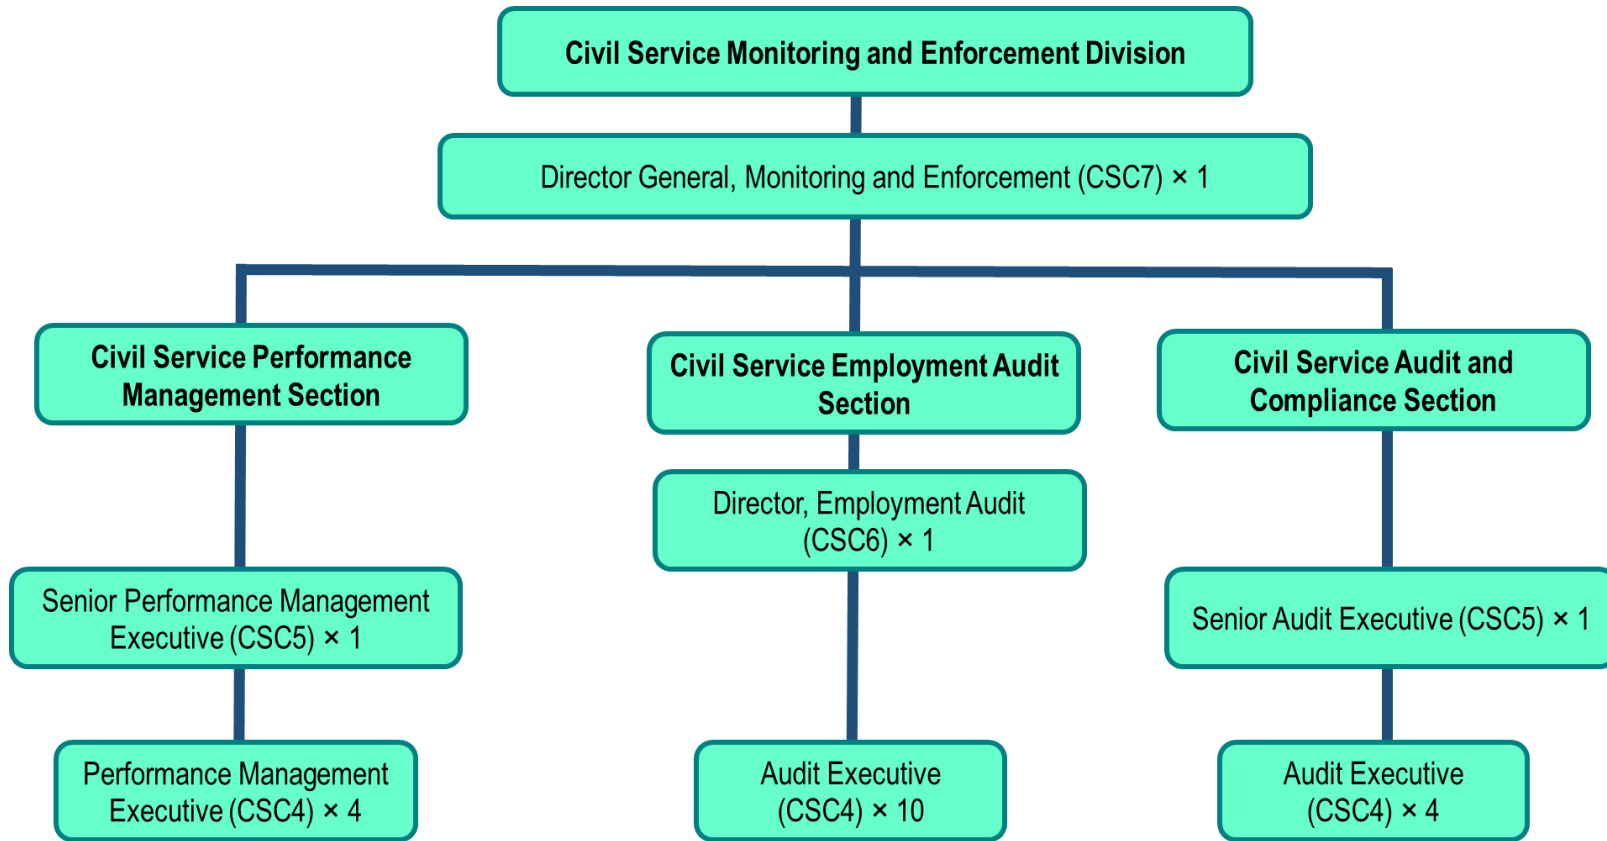 Civil Service Monitoring and Enforcement Division
Director General, Monitoring and Enforcement (CSC7) × 1
Civil Service Performance
Management Section
Civil Service Employment Audit
Section
Civil Service Audit and
Compliance Section
Director, Employment Audit
(CSC6) × 1
Senior Performance Management
Executive (CSC5) × 1
Senior Audit Executive (CSC5) × 1
Performance Management
Executive (CSC4) × 4
Audit Executive
(CSC4) × 10
Audit Executive
(CSC4) × 4